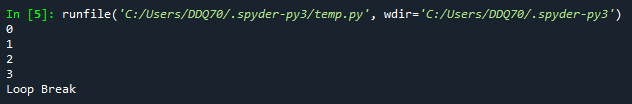 In [5]: runfile('C:/Users/DDQ70/.spyder-py3/temp.py', wdir='C:/Users/DDQ70/.spyder-py3')
0
1
2
3
Loop Break